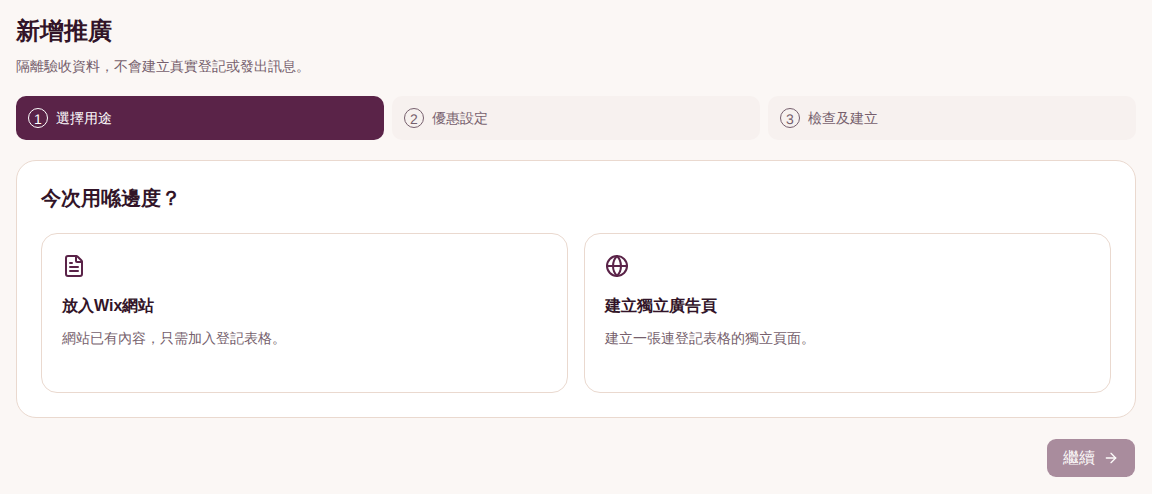 新增推廣
隔離驗收資料，不會建立真實登記或發出訊息。
1 選擇用途
2 優惠設定
3 檢查及建立
今次用喺邊度？
放入Wix網站
網站已有內容，只需加入登記表格。
建立獨立廣告頁
建立一張連登記表格的獨立頁面。
繼續 →